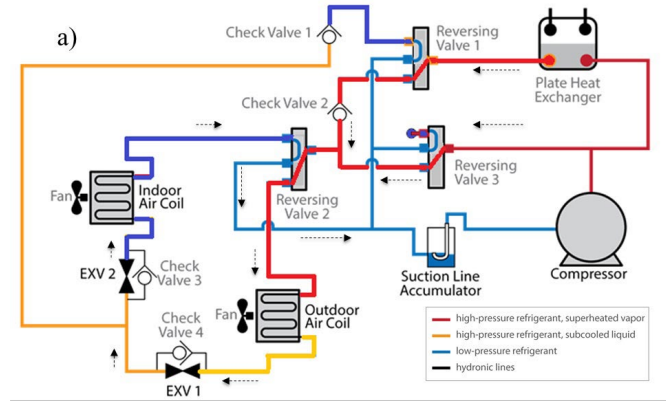 a)
Check Valve 1
Reversing
Valve 1
Plate Heat
Exchanger
Check Valve 2
Reversing
Valve 3
Reversing
Valve 2
Fan
Indoor
Air Coil
EXV 2
Check
Valve 3
Suction Line
Accumulator
Compressor
Fan
Outdoor
Air Coil
Check
Valve 4
EXV 1
high-pressure refrigerant, superheated vapor
high-pressure refrigerant, subcooled liquid
low-pressure refrigerant
hydronic lines